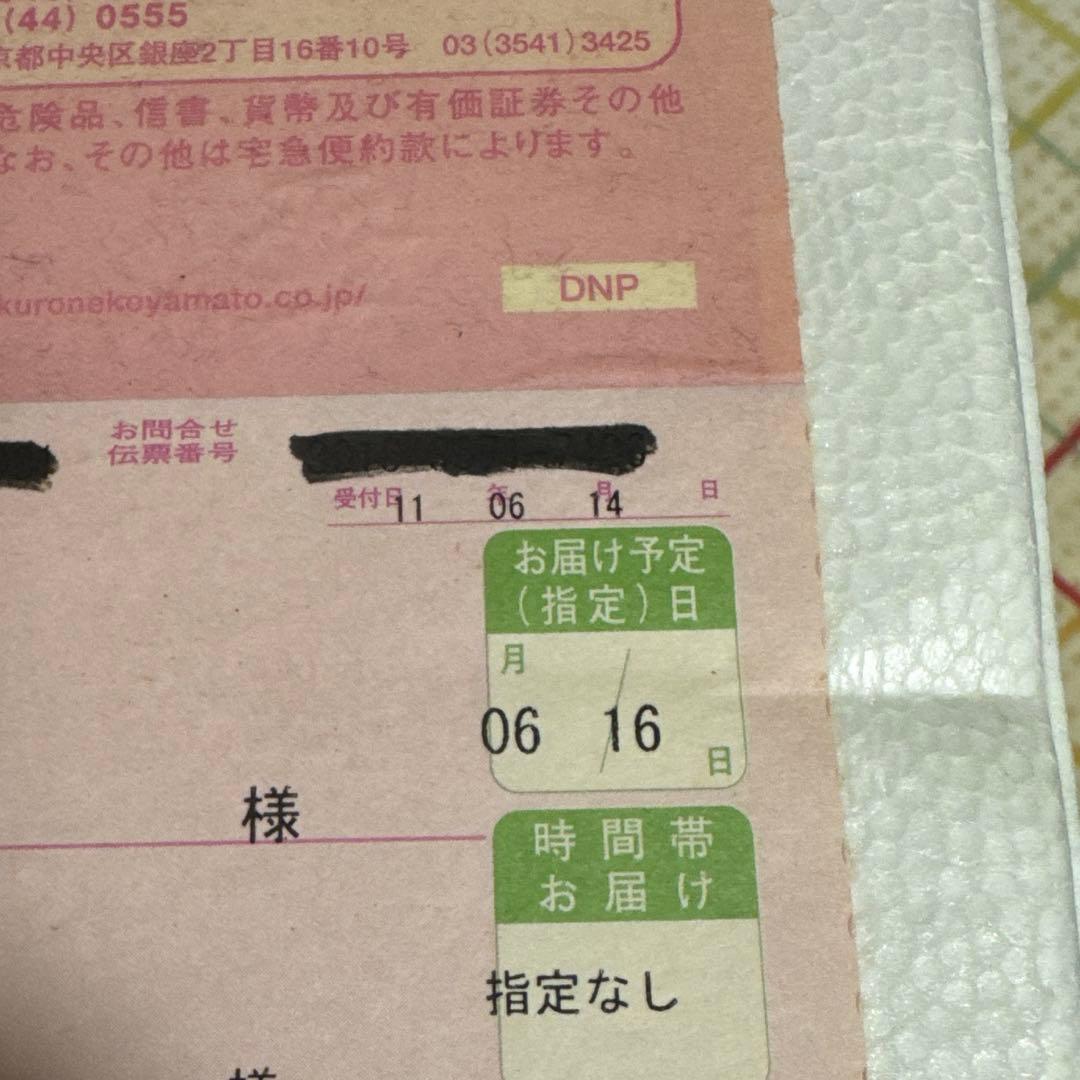 (44) 0555
京都中央区銀座2丁目16番10号 03(3541)3425
危険品、信書、貨幣及び有価証券その他
なお、その他は宅急便約款によります。
kuronekoyamato.co.jp/
DNP
お問合せ
伝票番号
受付日 11 年 06 月 14 日
お届け予定
(指定)日
月
06 / 16
日
様
時間帯
お届け
指定なし
様